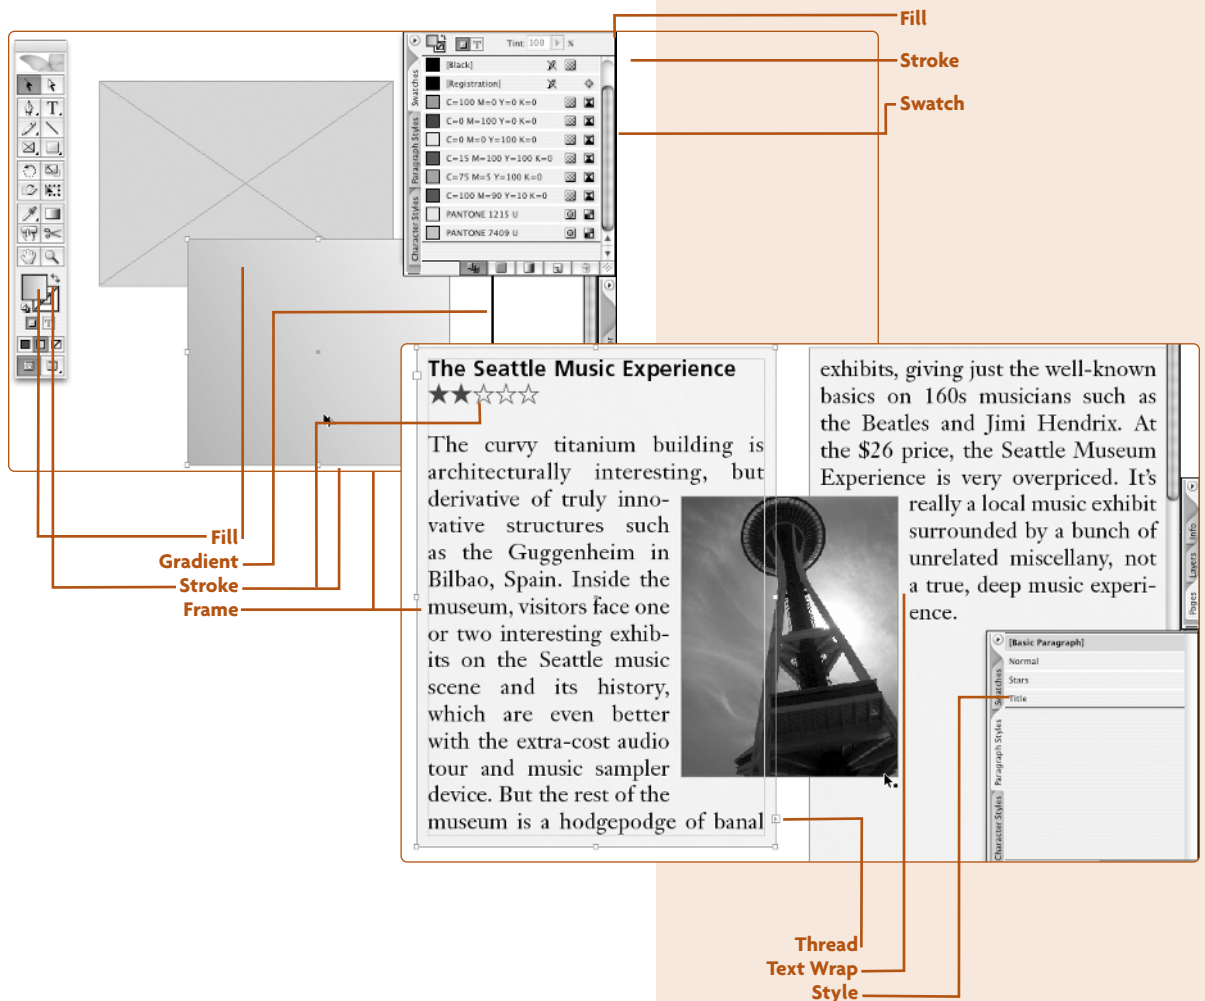 Fill
Stroke
Swatch
Tint: 100 %
[Black]
[Registration]
C=100 M=0 Y=0 K=0
C=0 M=100 Y=0 K=0
C=0 M=0 Y=100 K=0
C=15 M=100 Y=100 K=0
C=75 M=5 Y=100 K=0
C=100 M=90 Y=10 K=0
PANTONE 1215 U
PANTONE 7409 U
Swatches
Paragraph Styles
Character Styles
Fill
Gradient
Stroke
Frame
The Seattle Music Experience
★★☆☆☆
The curvy titanium building is
architecturally interesting, but
derivative of truly inno-
vative structures such
as the Guggenheim in
Bilbao, Spain. Inside the
museum, visitors face one
or two interesting exhib-
its on the Seattle music
scene and its history,
which are even better
with the extra-cost audio
tour and music sampler
device. But the rest of the
museum is a hodgepodge of banal
exhibits, giving just the well-known
basics on 160s musicians such as
the Beatles and Jimi Hendrix. At
the $26 price, the Seattle Museum
Experience is very overpriced. It's
really a local music exhibit
surrounded by a bunch of
unrelated miscellany, not
a true, deep music experi-
ence.
Info
Layers
Pages
[Basic Paragraph]
Normal
Stars
Title
Swatches
Paragraph Styles
Character Styles
Thread
Text Wrap
Style